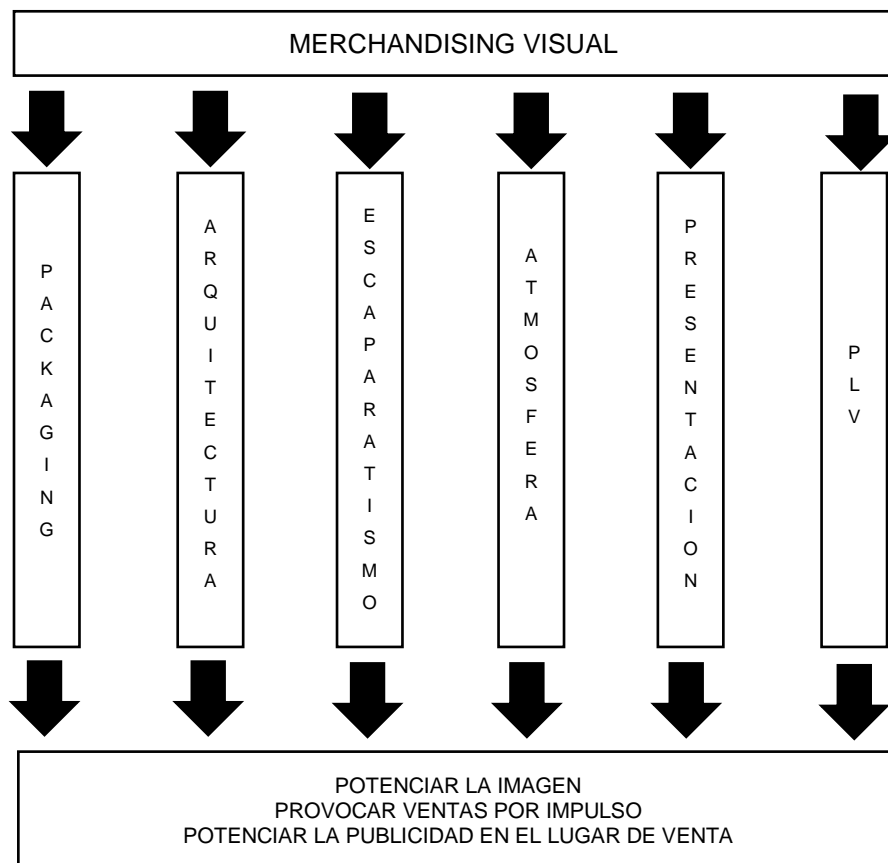 MERCHANDISING VISUAL
PACKAGING
ARQUITECTURA
ESCAPARATISMO
ATMOSFERA
PRESENTACION
PLV
POTENCIAR LA IMAGEN
PROVOCAR VENTAS POR IMPULSO
POTENCIAR LA PUBLICIDAD EN EL LUGAR DE VENTA